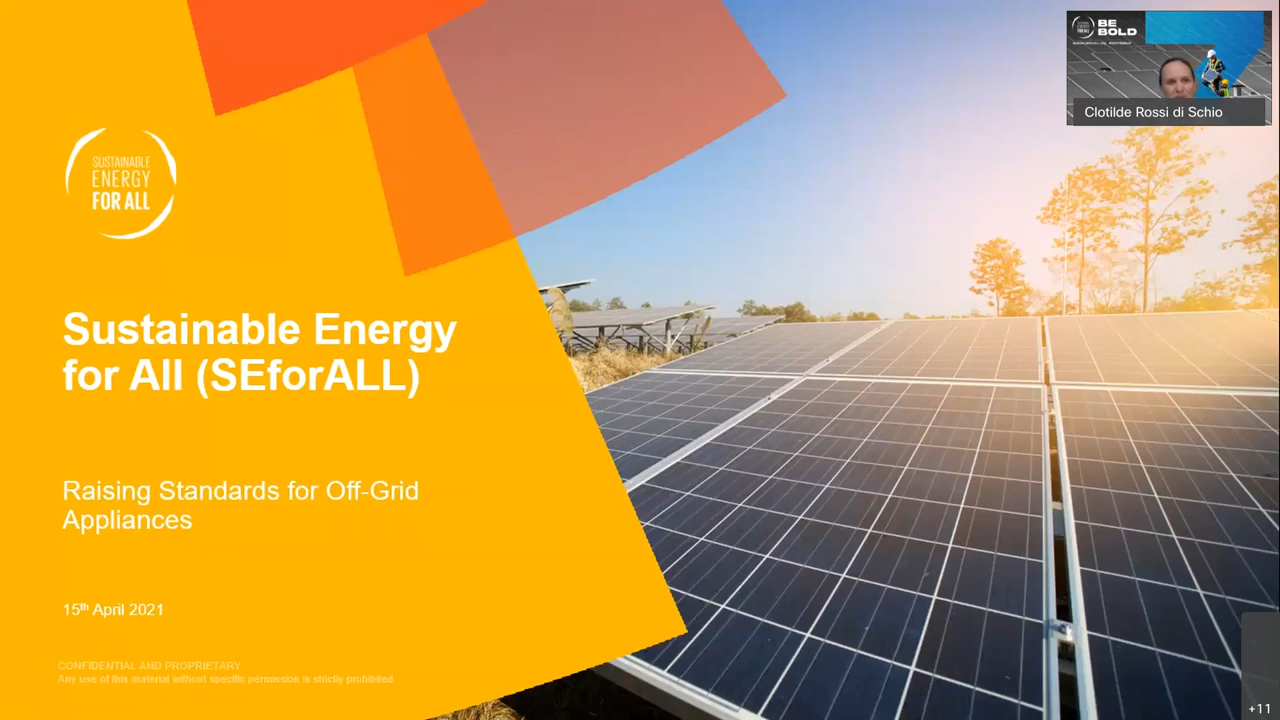 SUSTAINABLE
ENERGY
FOR ALL
Sustainable Energy
for All (SEforALL)
Raising Standards for Off-Grid
Appliances
15th April 2021
CONFIDENTIAL AND PROPRIETARY
Any use of this material without specific permission is strictly prohibited
BE
BOLD
Clotilde Rossi di Schio
+11